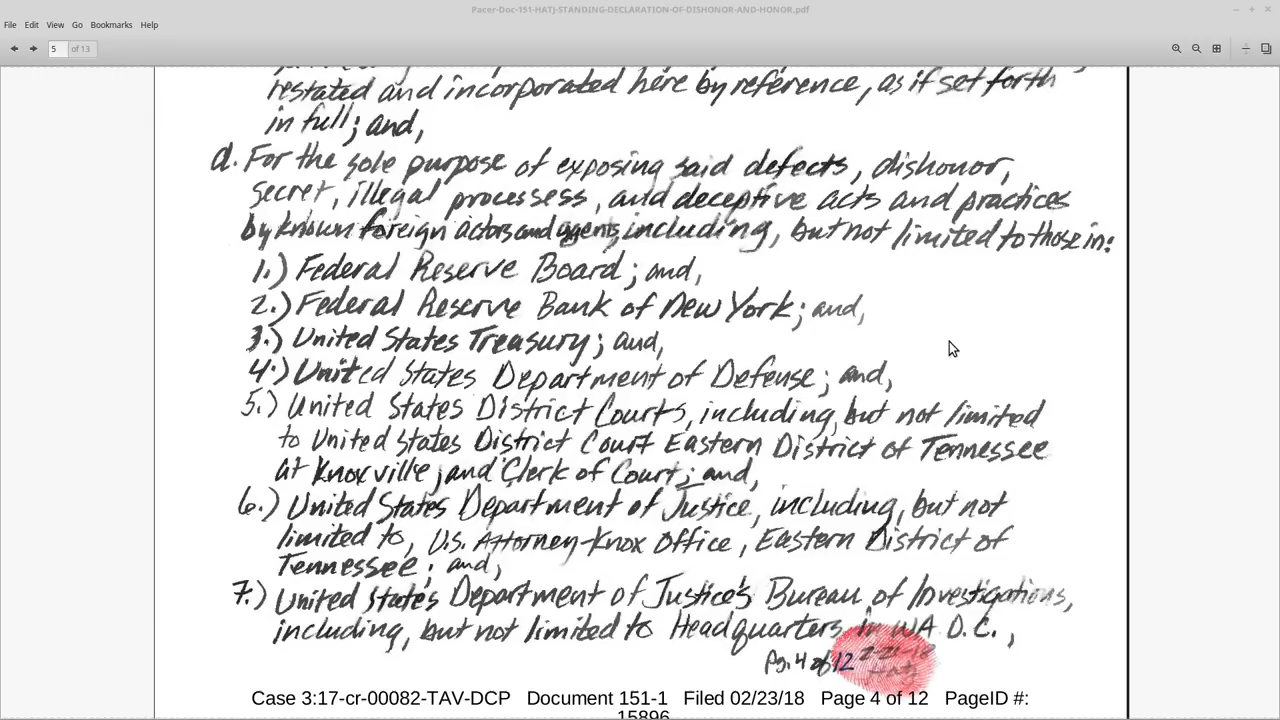 Pacer-Doc-151-HATJ-STANDING-DECLARATION-OF-DISHONOR-AND-HONOR.pdf
File Edit View Go Bookmarks Help
5 of 13
restated and incorporated here by reference, as if set forth
in full; and,
d. For the sole purpose of exposing said defects, dishonor,
secret, illegal processess, and deceptive acts and practices
by known foreign actors and agents, including, but not limited to those in:
1.) Federal Reserve Board; and,
2.) Federal Reserve Bank of New York; and,
3.) United States Treasury; and,
4.) United States Department of Defense; and,
5.) United States District Courts, including, but not limited
to United States District Court Eastern District of Tennessee
at Knoxville; and Clerk of Court; and,
6.) United States Department of Justice, including, but not
limited to, U.S. Attorney-Knox Office, Eastern District of
Tennessee; and,
7.) United State's Department of Justice's Bureau of Investigations,
including, but not limited to Headquarters in WA D.C.,
Pg. 4 of 12 2-21-18
HATJ
Case 3:17-cr-00082-TAV-DCP Document 151-1 Filed 02/23/18 Page 4 of 12 PageID #:
15896